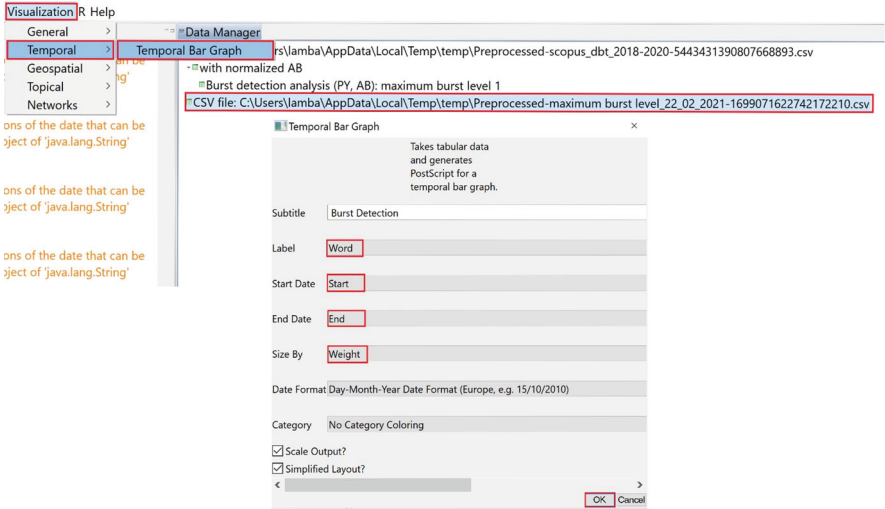 Visualization R Help
General >
Temporal >
Geospatial >
Topical >
Networks >
Temporal Bar Graph
Data Manager
rs\lamba\AppData\Local\Temp\temp\Preprocessed-scopus_dbt_2018-2020-5443431390807668893.csv
with normalized AB
Burst detection analysis (PY, AB): maximum burst level 1
CSV file: C:\Users\lamba\AppData\Local\Temp\temp\Preprocessed-maximum burst level_22_02_2021-1699071622742172210.csv
an be
ng'
ons of the date that can be
bject of 'java.lang.String'
ons of the date that can be
bject of 'java.lang.String'
ons of the date that can be
bject of 'java.lang.String'
Temporal Bar Graph
Takes tabular data
and generates
PostScript for a
temporal bar graph.
Subtitle Burst Detection
Label Word
Start Date Start
End Date End
Size By Weight
Date Format Day-Month-Year Date Format (Europe, e.g. 15/10/2010)
Category No Category Coloring
Scale Output?
Simplified Layout?
OK Cancel